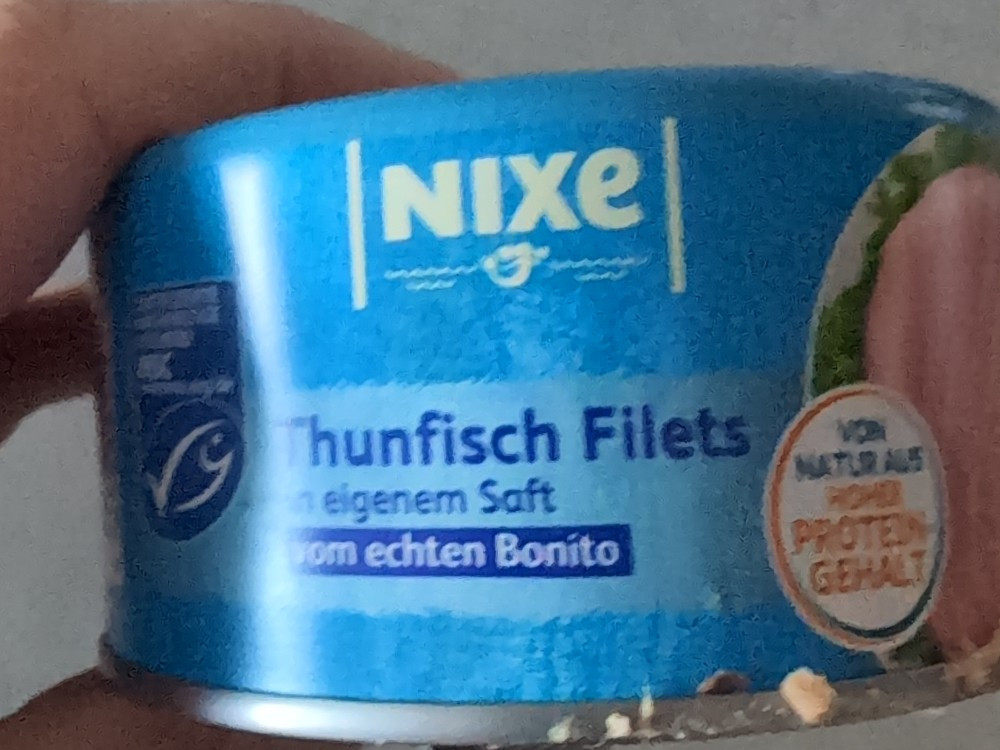 NIXe
Thunfisch Filets
eigenem Saft
vom echten Bonito
VON
NATUR AUS
HOHER
PROTEIN-
GEHALT